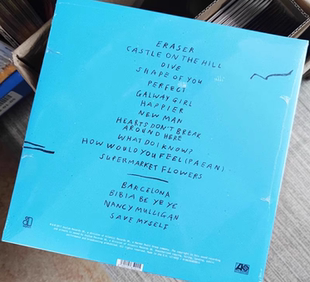 ERASER
CASTLE ON THE HILL
DIVE
SHAPE OF YOU
PERFECT
GALWAY GIRL
HAPPIER
NEW MAN
HEARTS DON'T BREAK
AROUND HERE
WHAT DO I KNOW?
HOW WOULD YOU FEEL (PAEAN)
SUPERMARKET FLOWERS
BARCELONA
BIBIA BE YE YE
NANCY MULLIGAN
SAVE MYSELF